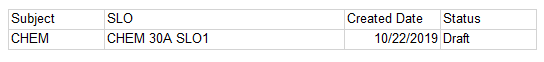 Subject SLO Created Date Status
CHEM CHEM 30A SLO1 10/22/2019 Draft